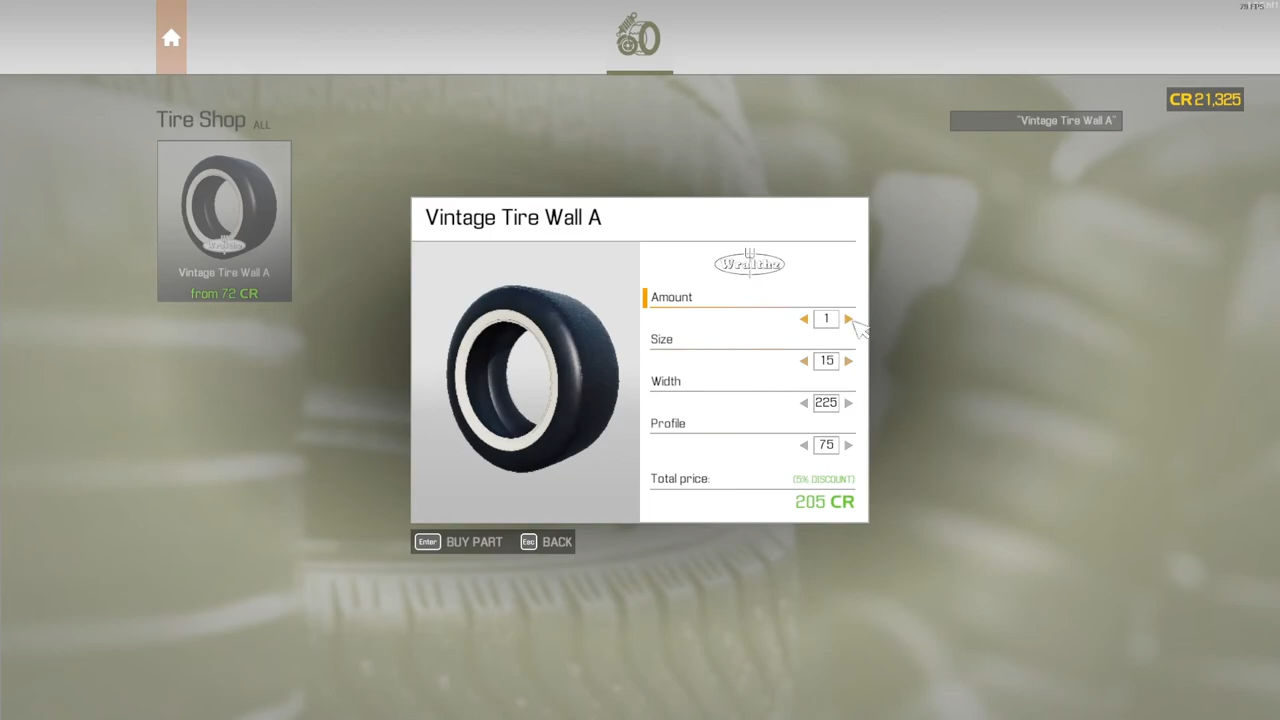 CR 21,325
Tire Shop ALL
"Vintage Tire Wall A"
Vintage Tire Wall A
from 72 CR
Vintage Tire Wall A
Wralthz
Amount
1
Size
15
Width
225
Profile
75
Total price: (5% DISCOUNT)
205 CR
Enter BUY PART Esc BACK